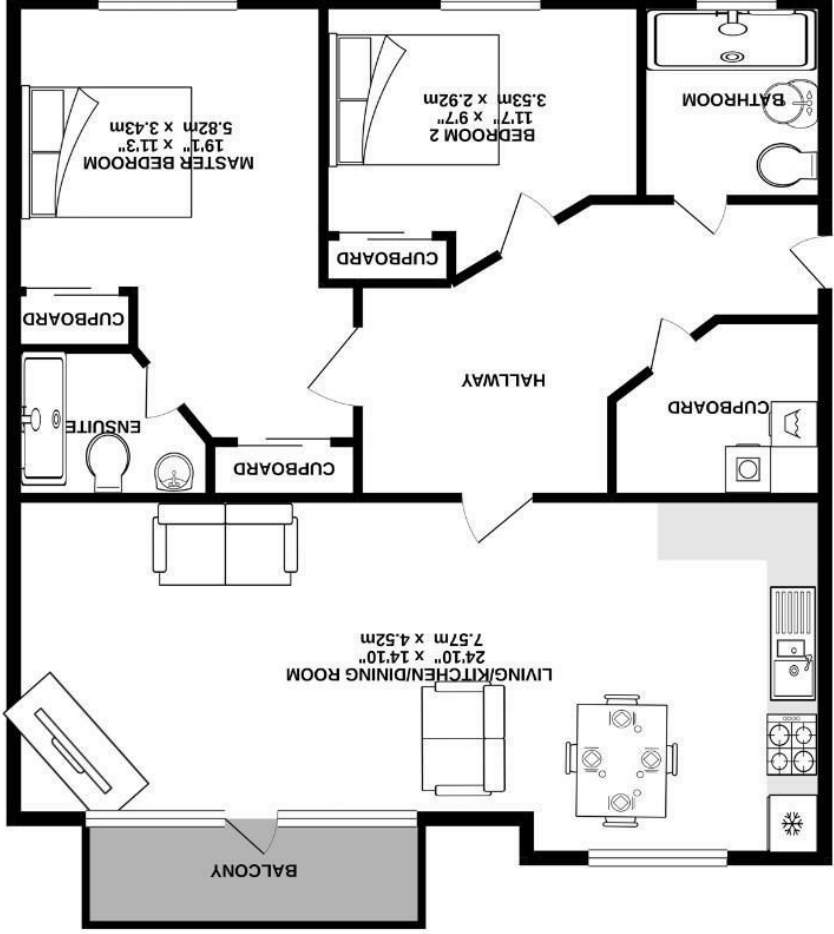 BALCONY
LIVING/KITCHEN/DINING ROOM
24'10" x 14'10"
7.57m x 4.52m
CUPBOARD
ENSUITE
CUPBOARD
HALLWAY
CUPBOARD
CUPBOARD
MASTER BEDROOM
19'1" x 11'3"
5.82m x 3.43m
BEDROOM 2
11'7" x 9'7"
3.53m x 2.92m
BATHROOM